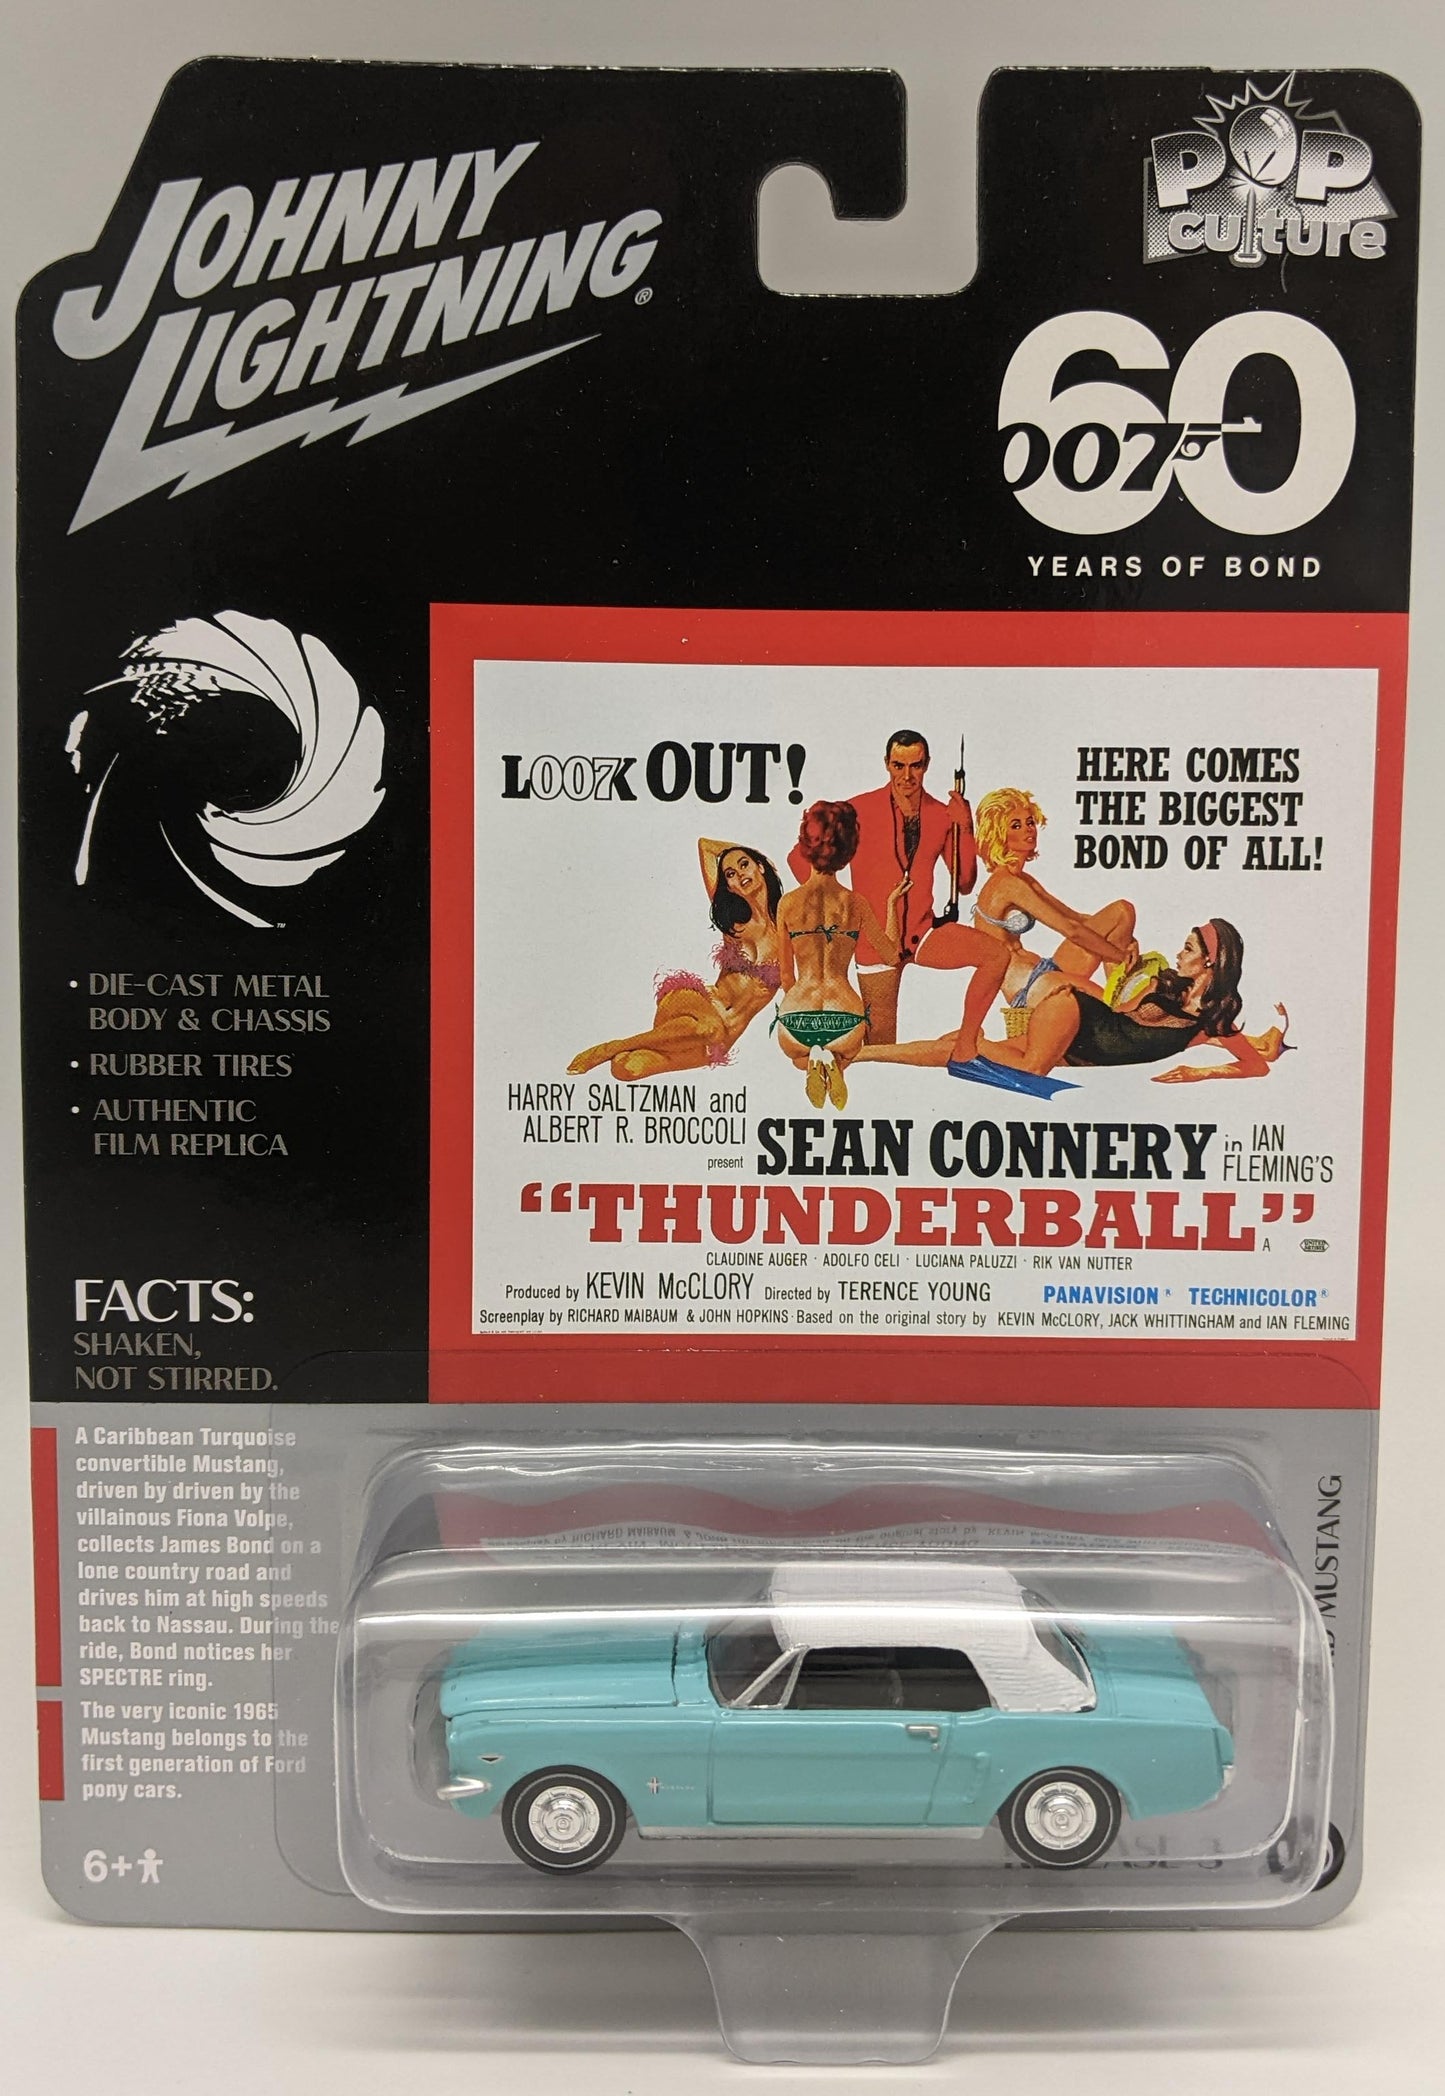 JOHNNY
LIGHTNING®
POP
culture
60
007
YEARS OF BOND
LOO7K OUT!
HERE COMES
THE BIGGEST
BOND OF ALL!
™
• DIE-CAST METAL
BODY & CHASSIS
• RUBBER TIRES
• AUTHENTIC
FILM REPLICA
HARRY SALTZMAN and
ALBERT R. BROCCOLI
present
SEAN CONNERY
in IAN
FLEMING'S
“THUNDERBALL”
A
UNITED
ARTISTS
CLAUDINE AUGER · ADOLFO CELI · LUCIANA PALUZZI · RIK VAN NUTTER
Produced by KEVIN McCLORY Directed by TERENCE YOUNG PANAVISION® TECHNICOLOR®
Screenplay by RICHARD MAIBAUM & JOHN HOPKINS · Based on the original story by KEVIN McCLORY, JACK WHITTINGHAM and IAN FLEMING
FACTS:
SHAKEN,
NOT STIRRED.
A Caribbean Turquoise
convertible Mustang,
driven by driven by the
villainous Fiona Volpe,
collects James Bond on a
lone country road and
drives him at high speeds
back to Nassau. During the
ride, Bond notices her
SPECTRE ring.
The very iconic 1965
Mustang belongs to the
first generation of Ford
pony cars.
6+
MUSTANG
RELEASE 3